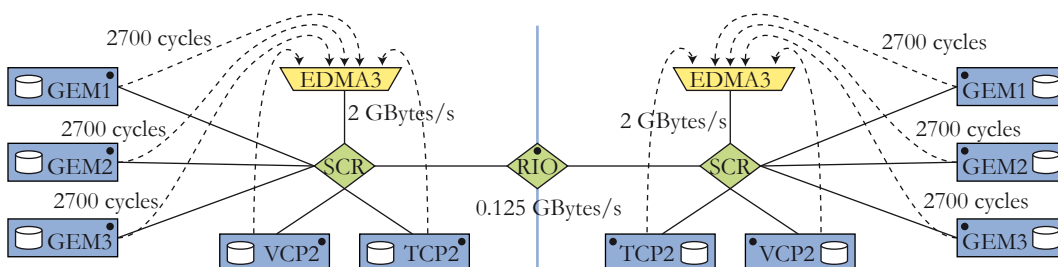 2700 cycles
2700 cycles
EDMA3
EDMA3
GEM1
GEM1
2 GBytes/s
2 GBytes/s
2700 cycles
2700 cycles
GEM2
SCR
RIO
SCR
GEM2
2700 cycles
2700 cycles
0.125 GBytes/s
GEM3
GEM3
VCP2
TCP2
TCP2
VCP2